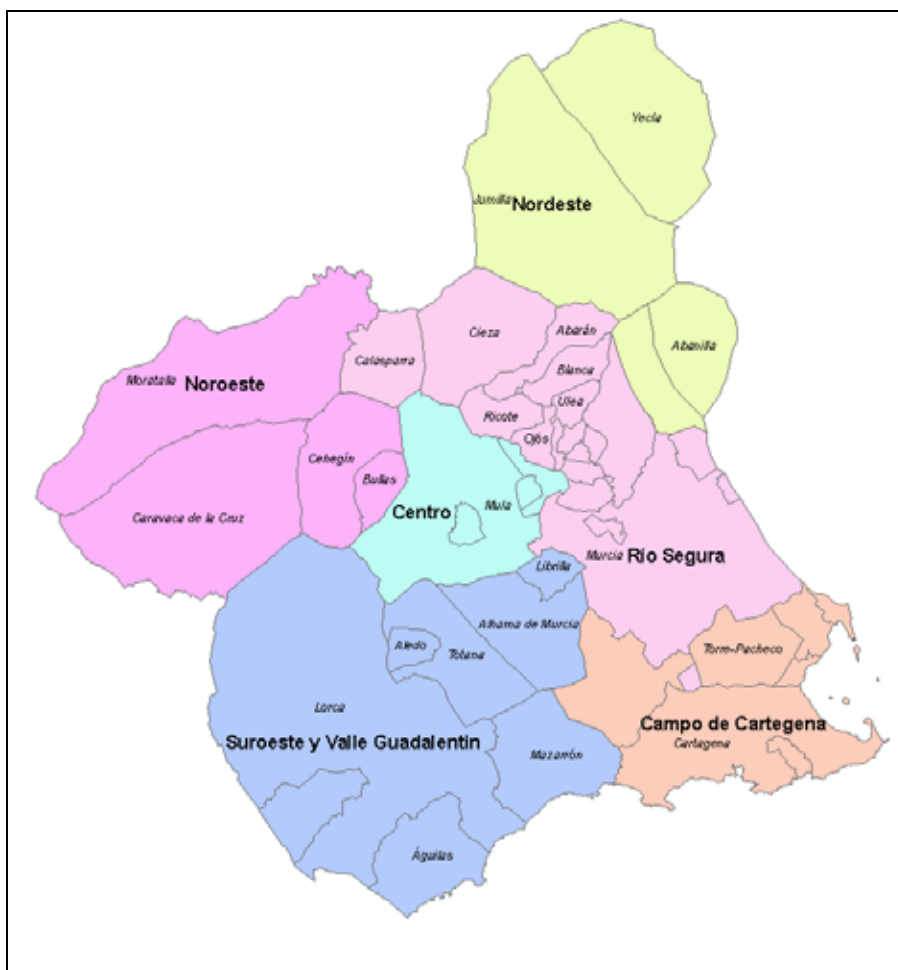 Yecla
Jumilla Nordeste
Abarán
Cieza
Abanilla
Calasparra
Blanca
Moratalla Noroeste
Ulea
Ricote
Ojós
Cehegín
Bullas
Mula
Centro
Caravaca de la Cruz
Murcia Río Segura
Librilla
Alhama de Murcia
Aledo
Totana
Torre-Pacheco
Lorca
Campo de Cartegena
Suroeste y Valle Guadalentín
Cartagena
Mazarrón
Águilas